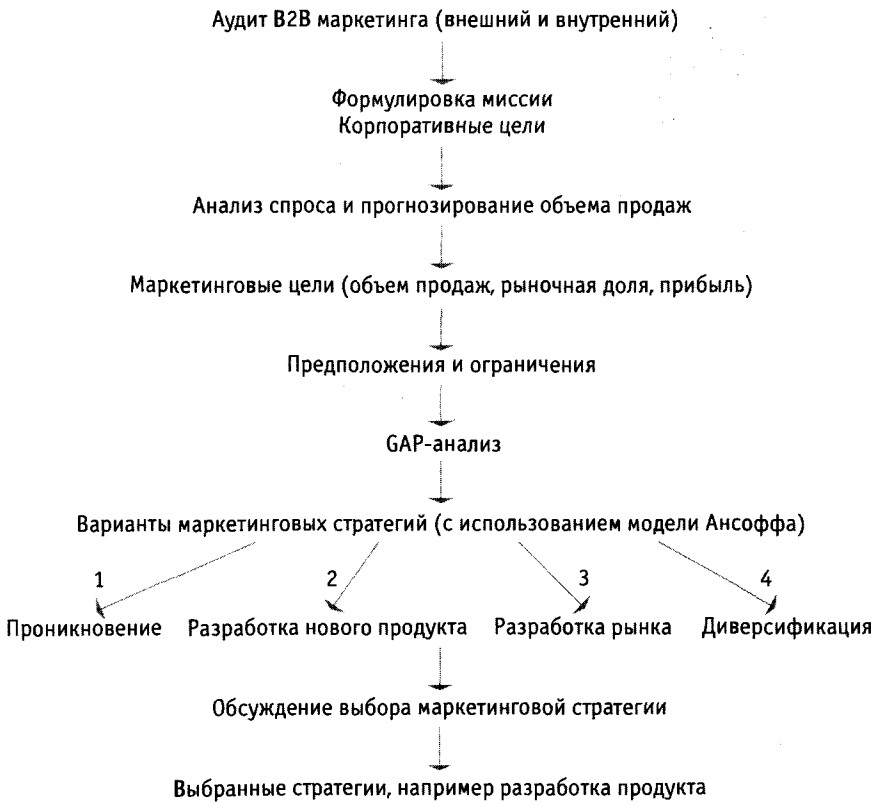 Аудит B2B маркетинга (внешний и внутренний)
Формулировка миссии
Корпоративные цели
Анализ спроса и прогнозирование объема продаж
Маркетинговые цели (объем продаж, рыночная доля, прибыль)
Предположения и ограничения
GAP-анализ
Варианты маркетинговых стратегий (с использованием модели Ансоффа)
1 2 3 4
Проникновение Разработка нового продукта Разработка рынка Диверсификация
Обсуждение выбора маркетинговой стратегии
Выбранные стратегии, например разработка продукта